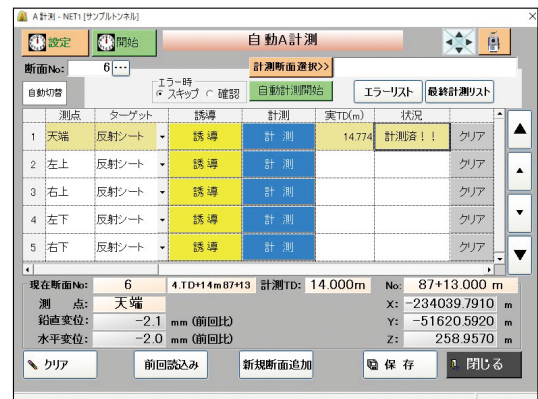 A計測 - NET1 [サンプルトンネル]
設定 開始 自動A計測
断面No: 6 ... 計測断面選択>>
自動切替 エラー時 スキップ 確認 自動計測開始 エラーリスト 最終計測リスト
測点 ターゲット 誘導 計測 実TD(m) 状況
1 天端 反射シート 誘導 計測 14.774 計測済！！ クリア
2 左上 反射シート 誘導 計測 クリア
3 右上 反射シート 誘導 計測 クリア
4 左下 反射シート 誘導 計測 クリア
5 右下 反射シート 誘導 計測 クリア
現在断面No: 6 4.TD+14m87+13 計測TD: 14.000m No: 87+13.000 m
測 点: 天端 X: -234039.7910 m
鉛直変位: -2.1 mm (前回比) Y: -51620.5920 m
水平変位: -2.0 mm (前回比) Z: 258.9570 m
クリア 前回読込み 新規断面追加 保 存 閉じる